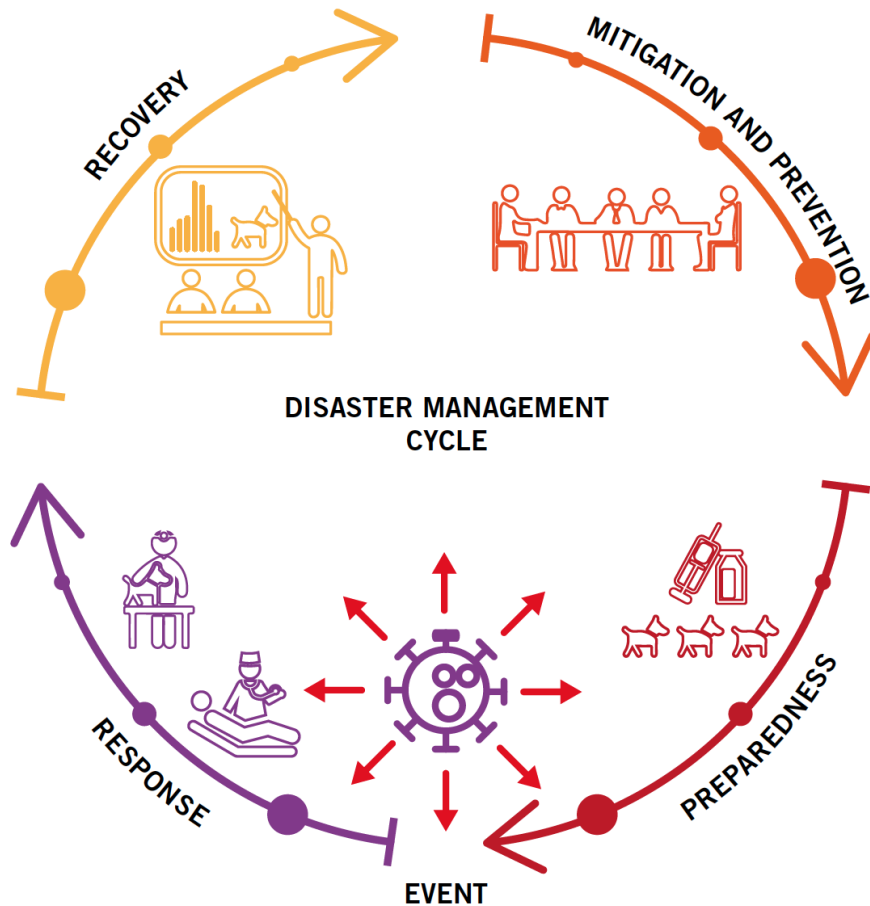 RECOVERY
MITIGATION AND PREVENTION
DISASTER MANAGEMENT
CYCLE
RESPONSE
PREPAREDNESS
EVENT